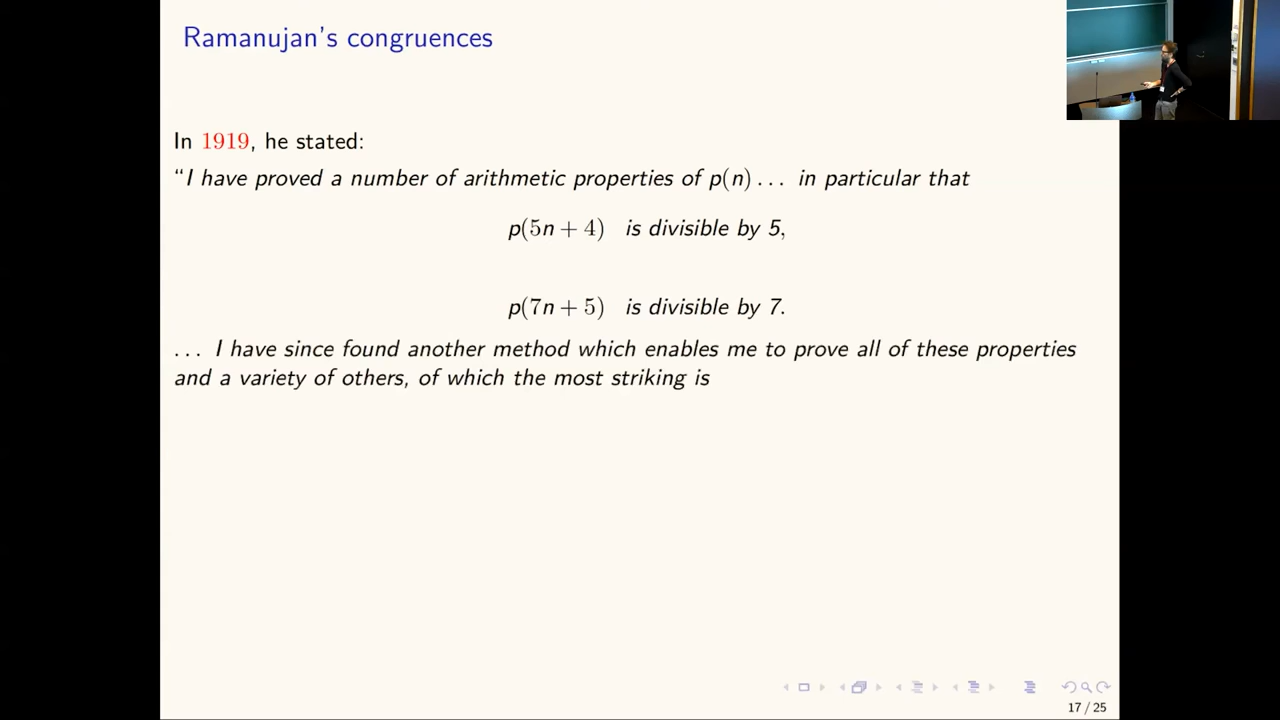 Ramanujan's congruences
In 1919, he stated:
“I have proved a number of arithmetic properties of p(n)... in particular that
p(5n + 4) is divisible by 5,
p(7n + 5) is divisible by 7.
... I have since found another method which enables me to prove all of these properties
and a variety of others, of which the most striking is
17 / 25